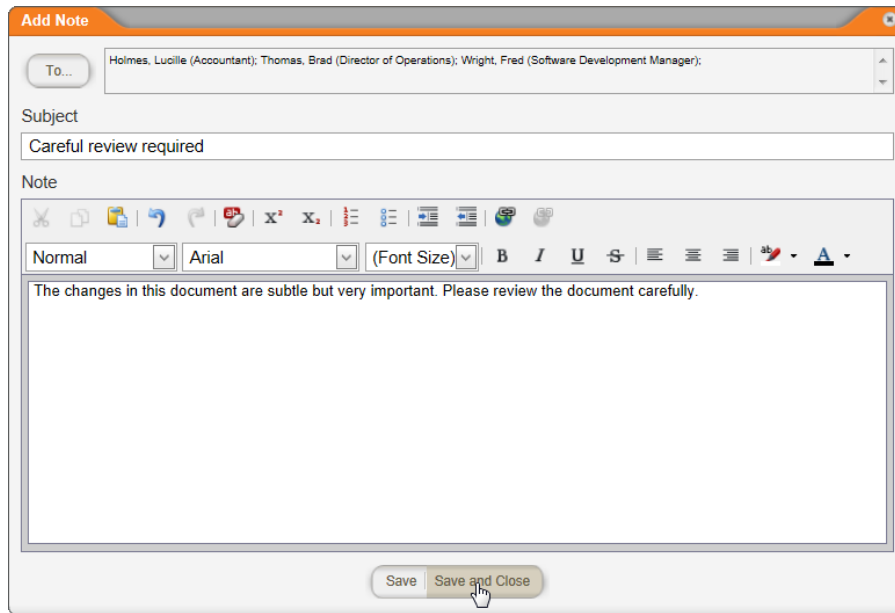 Add Note
To...
Holmes, Lucille (Accountant); Thomas, Brad (Director of Operations); Wright, Fred (Software Development Manager);
Subject
Careful review required
Note
Normal Arial (Font Size) B I U S ab A
The changes in this document are subtle but very important. Please review the document carefully.
Save Save and Close